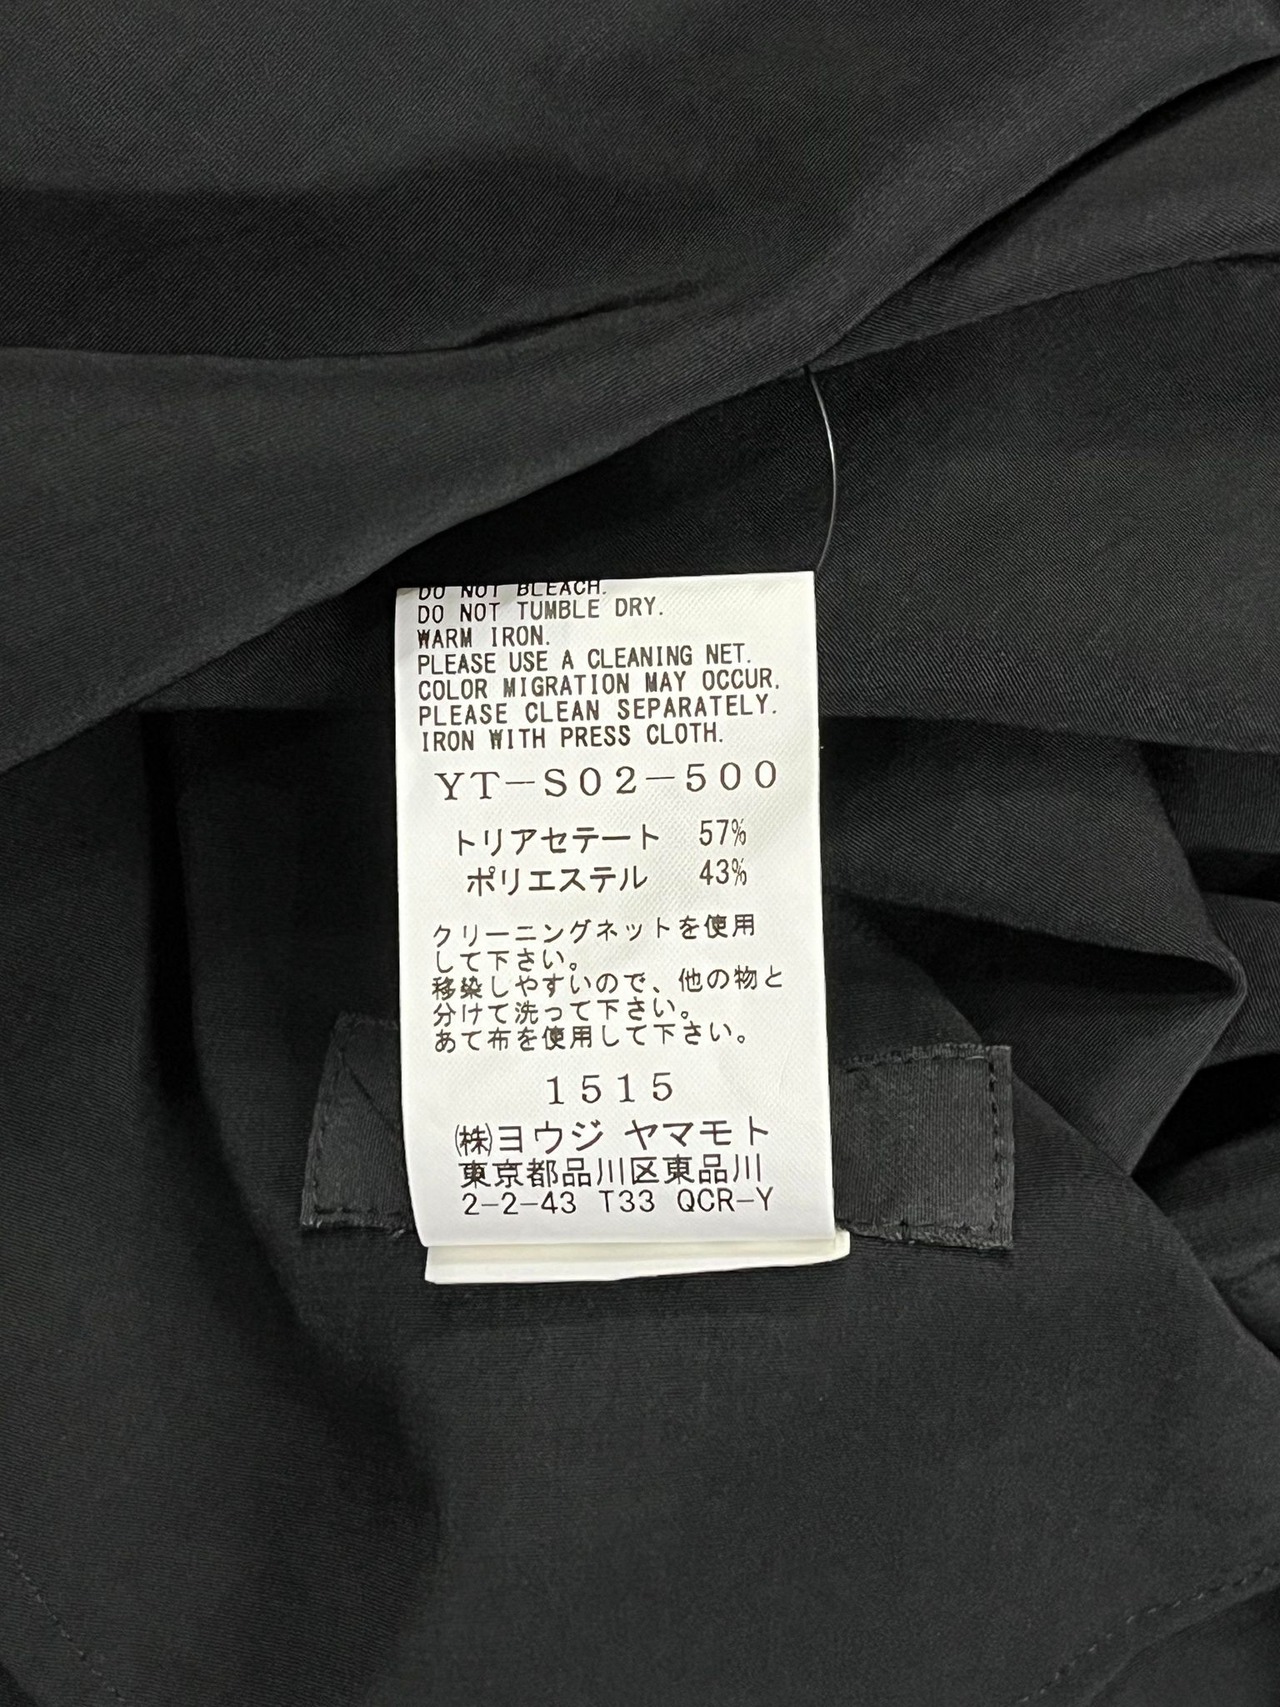 DO NOT BLEACH.
DO NOT TUMBLE DRY.
WARM IRON.
PLEASE USE A CLEANING NET.
COLOR MIGRATION MAY OCCUR.
PLEASE CLEAN SEPARATELY.
IRON WITH PRESS CLOTH.
YT-S02-500
トリアセテート 57%
ポリエステル 43%
クリーニングネットを使用
して下さい。
移染しやすいので、他の物と
分けて洗って下さい。
あて布を使用して下さい。
1515
㈱ヨウジ ヤマモト
東京都品川区東品川
2-2-43 T33 QCR-Y